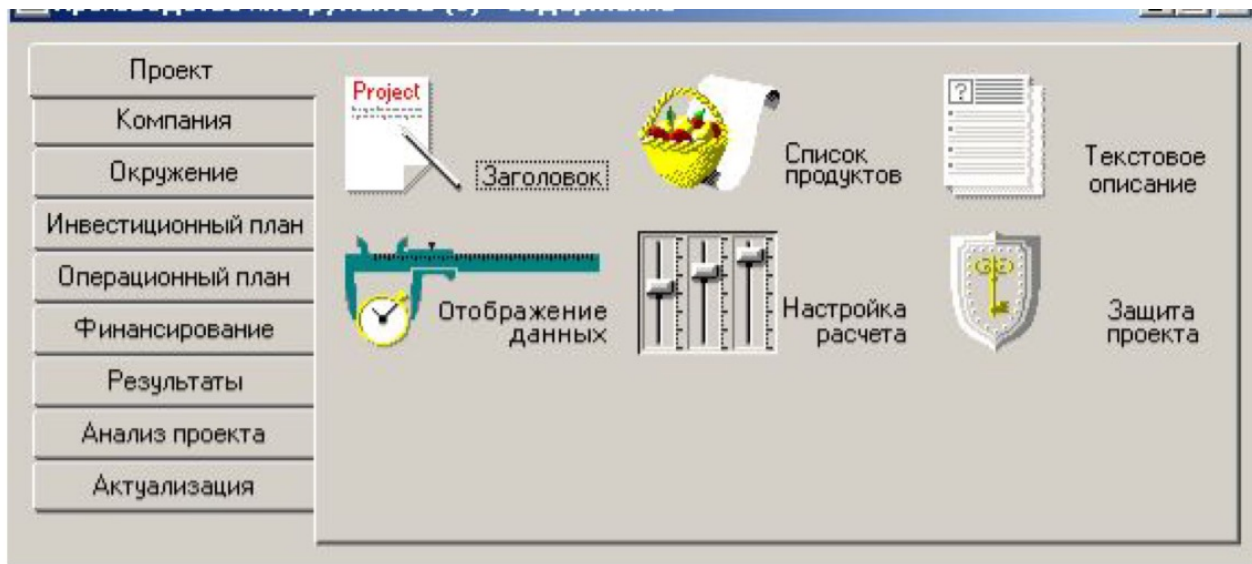 Проект
Компания
Окружение
Инвестиционный план
Операционный план
Финансирование
Результаты
Анализ проекта
Актуализация
Project
Заголовок
Список
продуктов
?
Текстовое
описание
Отображение
данных
Настройка
расчета
Защита
проекта